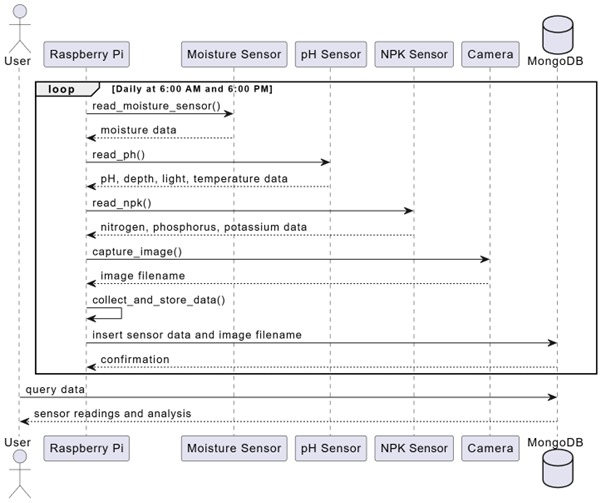 User
Raspberry Pi
Moisture Sensor
pH Sensor
NPK Sensor
Camera
MongoDB
loop [Daily at 6:00 AM and 6:00 PM]
read_moisture_sensor()
moisture data
read_ph()
pH, depth, light, temperature data
read_npk()
nitrogen, phosphorus, potassium data
capture_image()
image filename
collect_and_store_data()
insert sensor data and image filename
confirmation
query data
sensor readings and analysis
User
Raspberry Pi
Moisture Sensor
pH Sensor
NPK Sensor
Camera
MongoDB